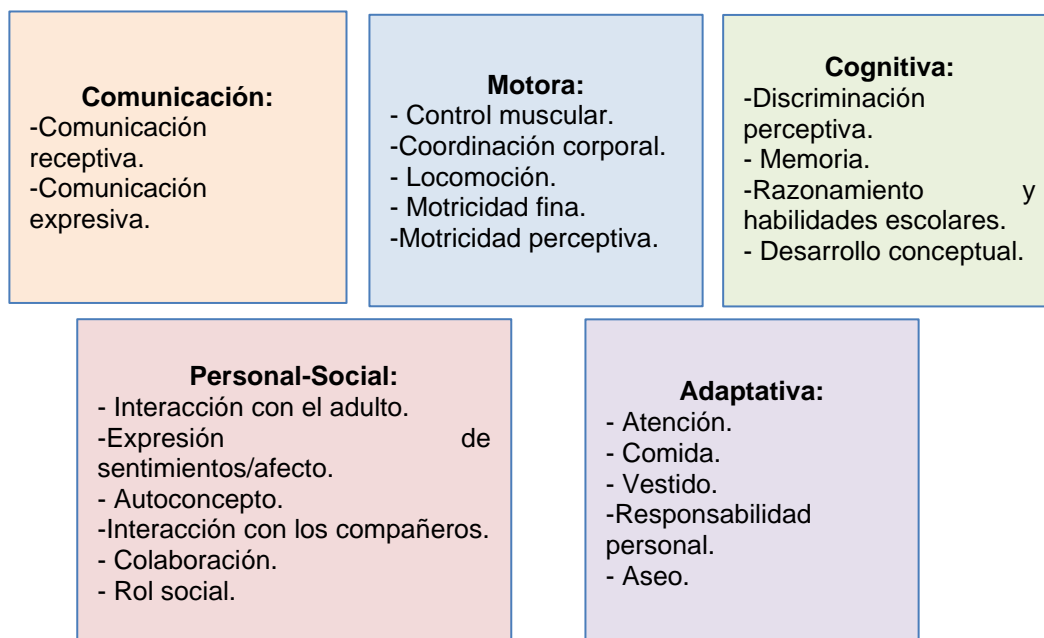 Comunicación:
-Comunicación
receptiva.
-Comunicación
expresiva.
Motora:
- Control muscular.
-Coordinación corporal.
- Locomoción.
- Motricidad fina.
-Motricidad perceptiva.
Cognitiva:
-Discriminación
perceptiva.
- Memoria.
-Razonamiento y
habilidades escolares.
- Desarrollo conceptual.
Personal-Social:
- Interacción con el adulto.
-Expresión de
sentimientos/afecto.
- Autoconcepto.
-Interacción con los compañeros.
- Colaboración.
- Rol social.
Adaptativa:
- Atención.
- Comida.
- Vestido.
-Responsabilidad
personal.
- Aseo.